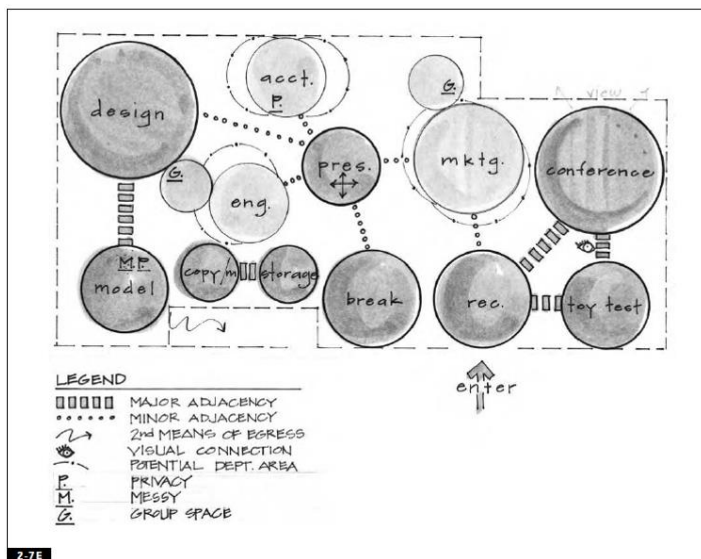 view
acct.
P.
G.
design
mktg.
conference
pres.
G.
eng.
M.P.
model
copy/m
storage
break
rec.
toy test
enter
LEGEND
MAJOR ADJACENCY
MINOR ADJACENCY
2nd MEANS OF EGRESS
VISUAL CONNECTION
POTENTIAL DEPT. AREA
P. PRIVACY
M. MESSY
G. GROUP SPACE
2-7E